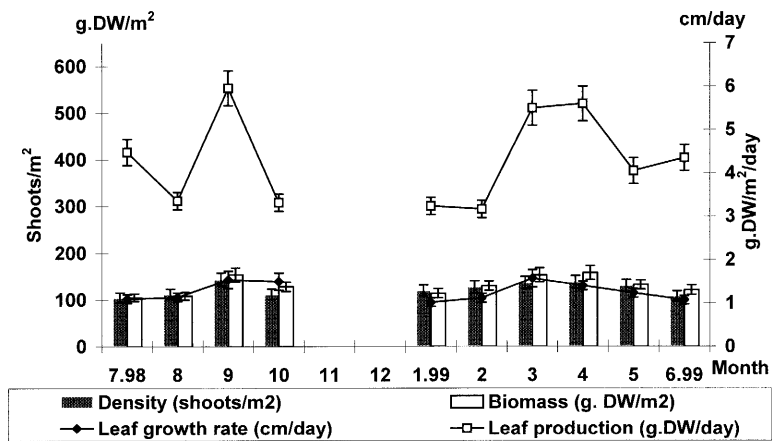 g.DW/m2
cm/day
600
500
400
300
200
100
0
Shoots/m2
7
6
5
4
3
2
1
0
g.DW/m2/day
7.98 8 9 10 11 12 1.99 2 3 4 5 6.99 Month
Density (shoots/m2) Biomass (g. DW/m2)
Leaf growth rate (cm/day) Leaf production (g.DW/day)